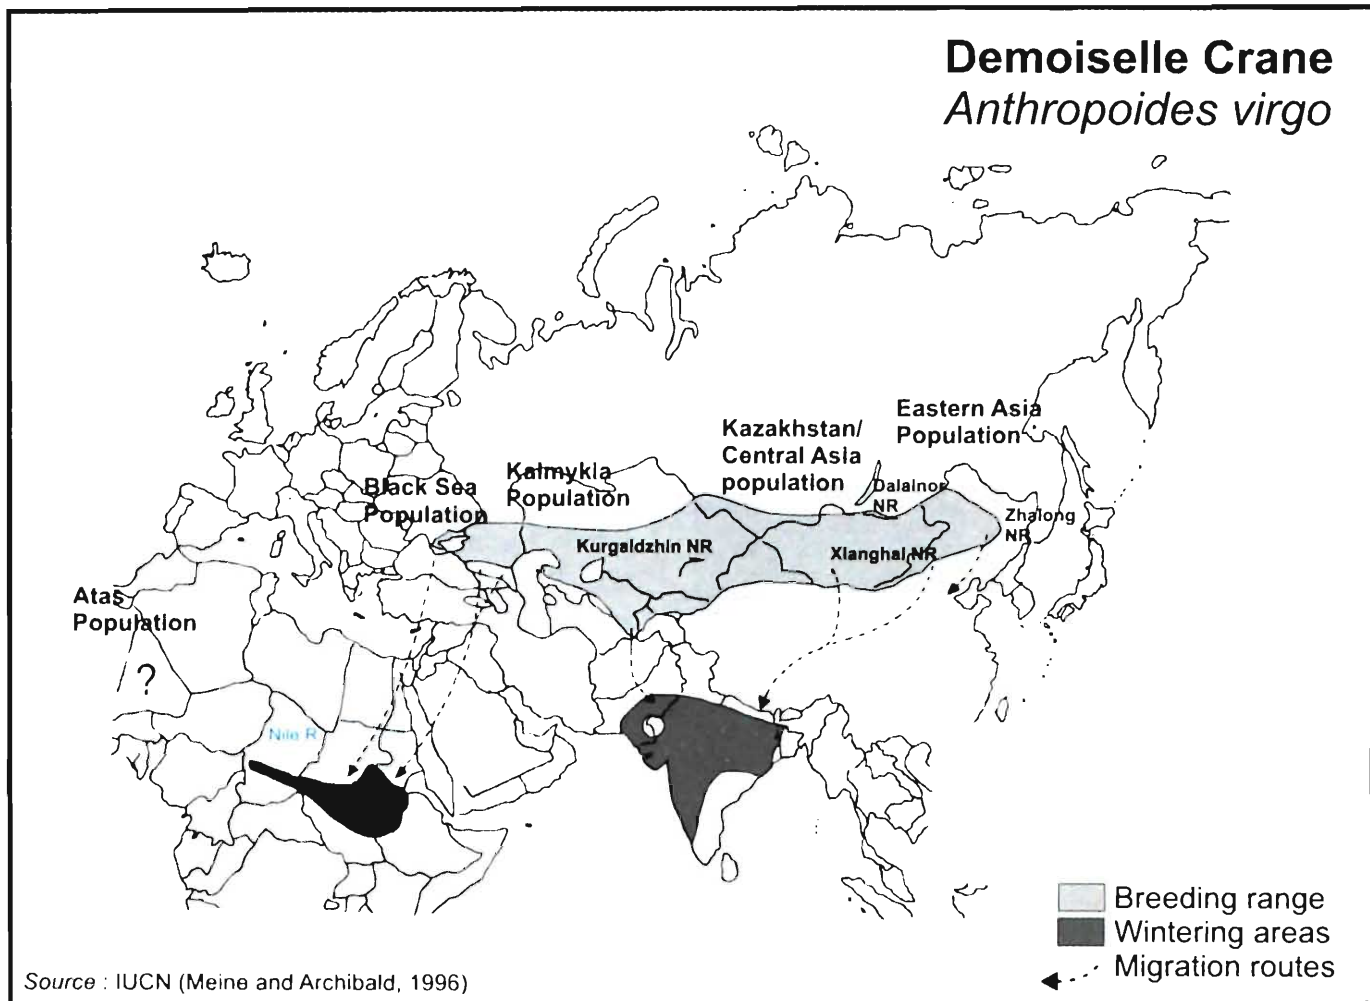 Demoiselle Crane
Anthropoides virgo
Eastern Asia
Population
Kazakhstan/
Central Asia
population
Kalmykia
Population
Black Sea
Population
Dalainor
NR
Zhalong
NR
Kurgaldzhin NR
Xianghai NR
Atas
Population
?
Nile R
Breeding range
Wintering areas
Migration routes
Source : IUCN (Meine and Archibald, 1996)